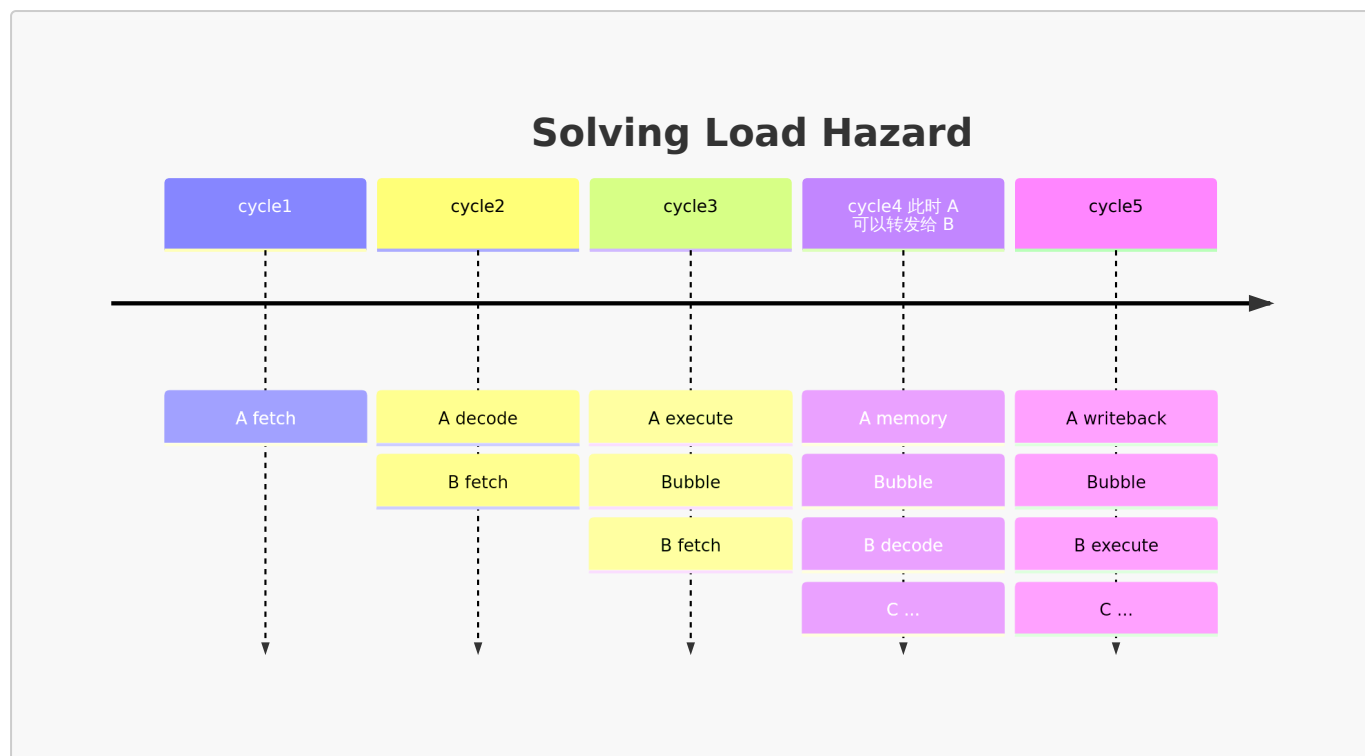 Solving Load Hazard
cycle1
cycle2
cycle3
cycle4 此时 A
可以转发给 B
cycle5
A fetch
A decode
B fetch
A execute
Bubble
B fetch
A memory
Bubble
B decode
C ...
A writeback
Bubble
B execute
C ...